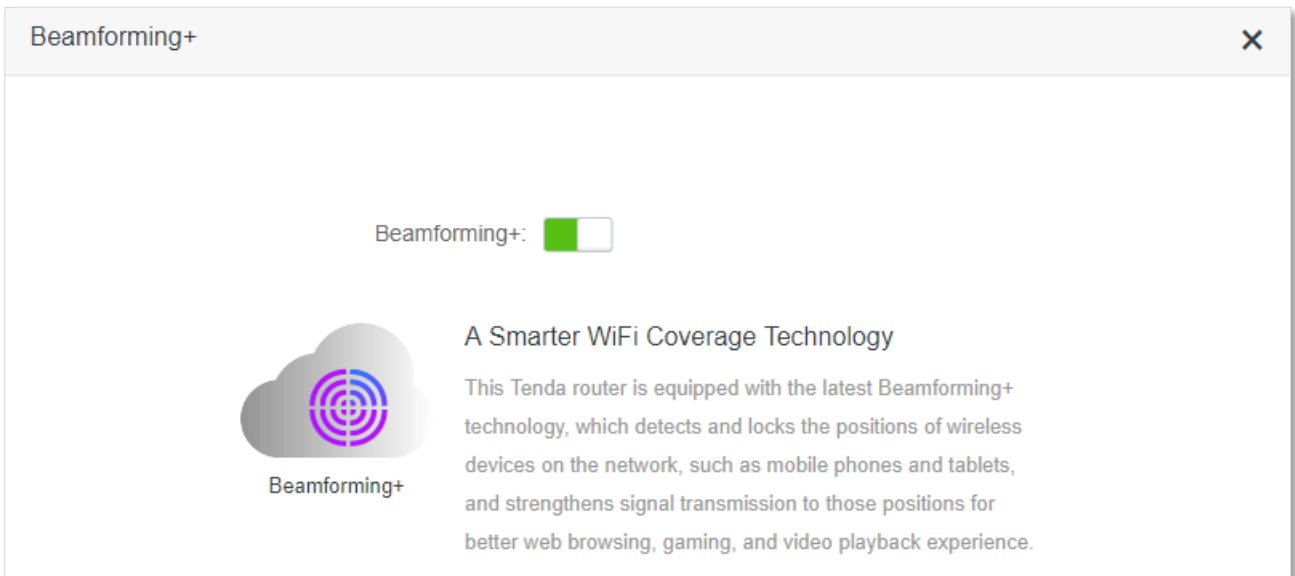 Beamforming+
Beamforming+:
A Smarter WiFi Coverage Technology
This Tenda router is equipped with the latest Beamforming+
technology, which detects and locks the positions of wireless
devices on the network, such as mobile phones and tablets,
and strengthens signal transmission to those positions for
better web browsing, gaming, and video playback experience.
Beamforming+